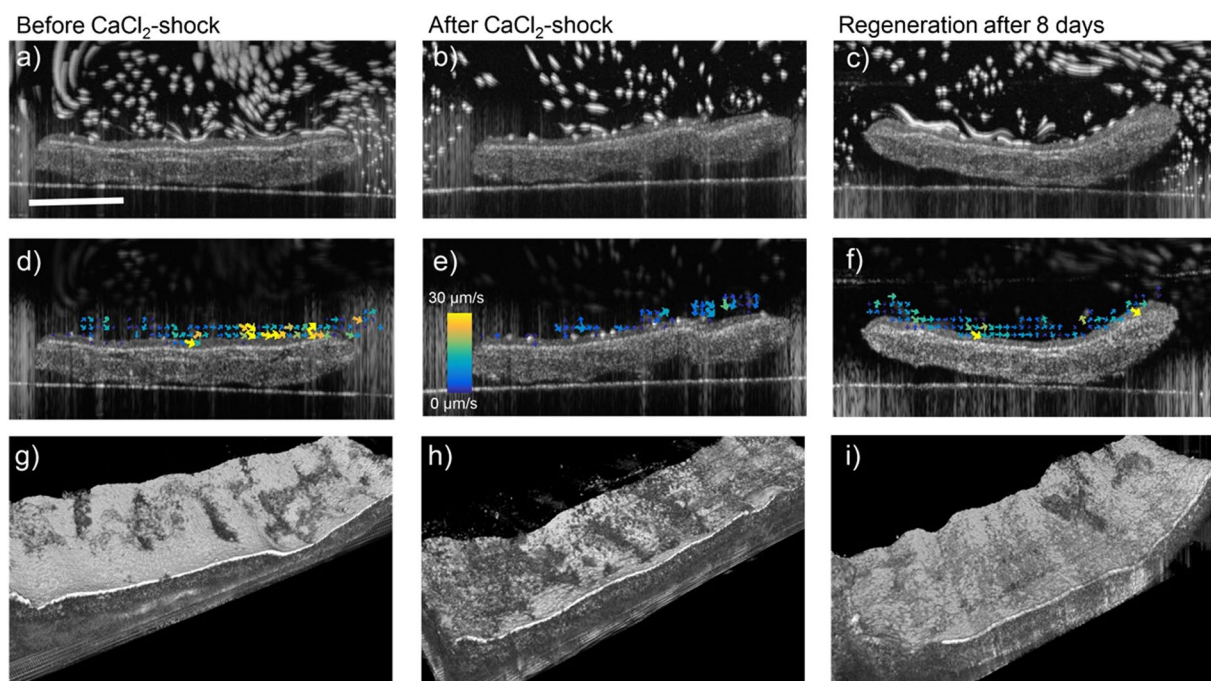 Before CaCl₂-shock
After CaCl₂-shock
Regeneration after 8 days
a)
b)
c)
d)
e)
f)
30 µm/s
0 µm/s
g)
h)
i)